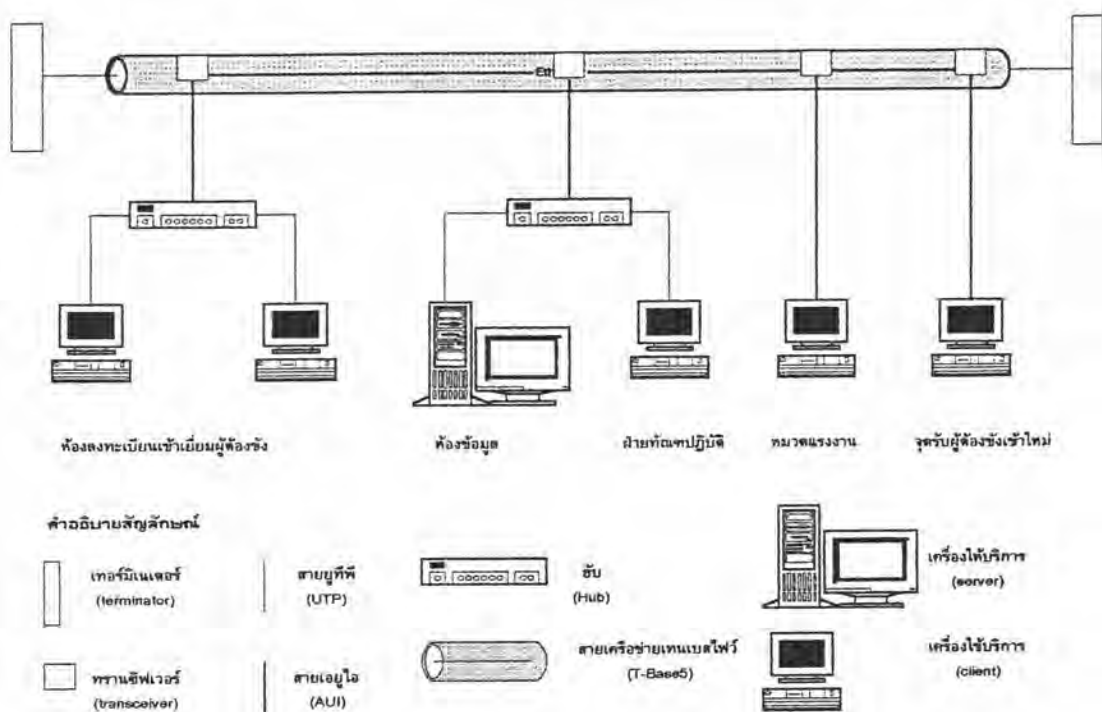 Eth
ห้องลงทะเบียนเข้าเยี่ยมผู้ต้องขัง
ห้องข้อมูล
ฝ่ายทัณฑปฏิบัติ
หมวดแรงงาน
จุดรับผู้ต้องขังเข้าใหม่
คำอธิบายสัญลักษณ์
เทอร์มิเนเตอร์
(terminator)
สายยูทีพี
(UTP)
ฮับ
(Hub)
เครื่องให้บริการ
(server)
ทรานซีฟเวอร์
(transceiver)
สายเอยูไอ
(AUI)
สายเครือข่ายเทนเบสไฟว์
(T-Base5)
เครื่องใช้บริการ
(client)